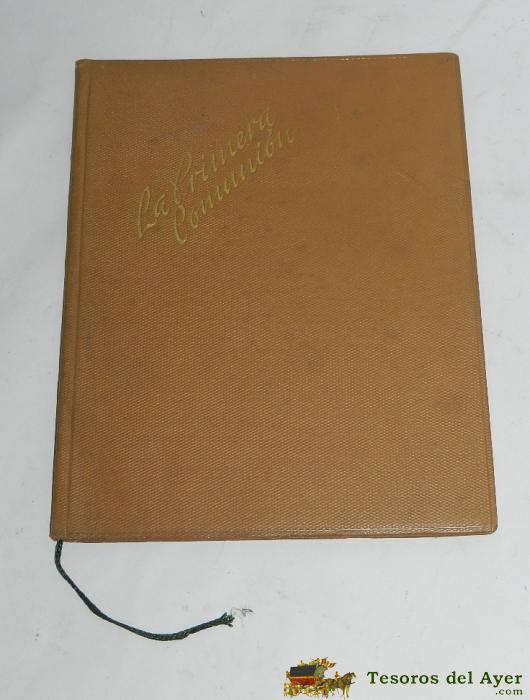 La Primera
Comunión
Tesoros del Ayer
.com